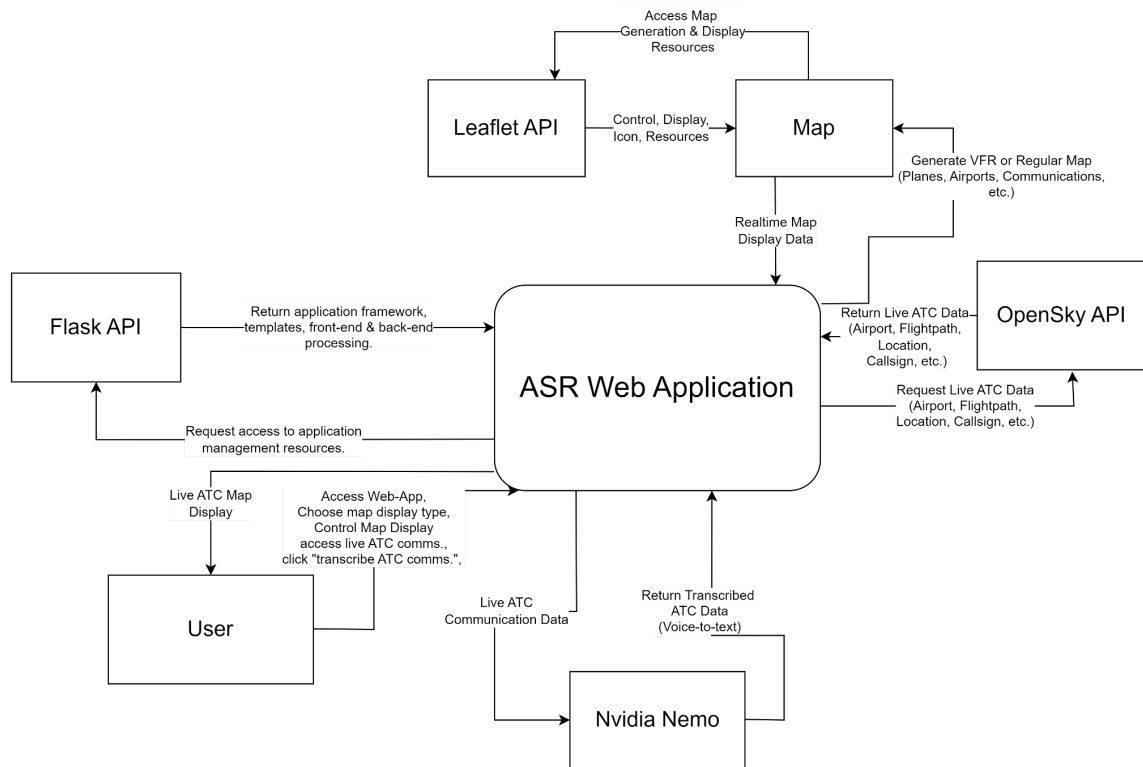 Access Map
Generation & Display
Resources
Leaflet API
Control, Display,
Icon, Resources
Map
Generate VFR or Regular Map
(Planes, Airports, Communications,
etc.)
Realtime Map
Display Data
Flask API
Return application framework,
templates, front-end & back-end
processing.
ASR Web Application
Return Live ATC Data
(Airport, Flightpath,
Location,
Callsign, etc.)
OpenSky API
Request Live ATC Data
(Airport, Flightpath,
Location, Callsign, etc.)
Request access to application
management resources.
Live ATC Map
Display
Access Web-App,
Choose map display type,
Control Map Display
access live ATC comms.,
click "transcribe ATC comms.",
User
Live ATC
Communication Data
Return Transcribed
ATC Data
(Voice-to-text)
Nvidia Nemo